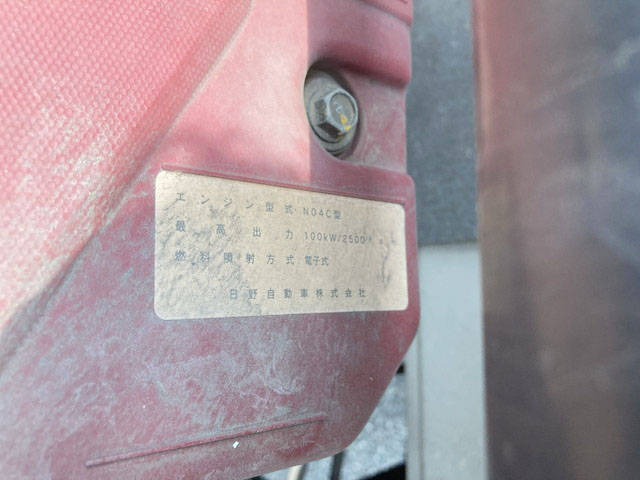 エンジン型式 N04C型
最高出力 100kW/2500
燃料噴射方式 電子式
日野自動車株式会社